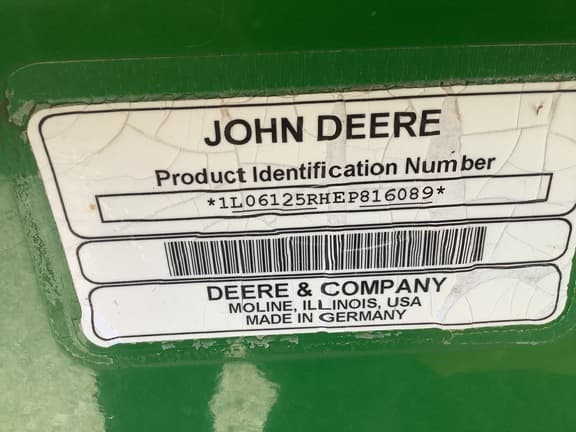 JOHN DEERE
Product Identification Number
*1L06125RHEP816089*
DEERE & COMPANY
MOLINE, ILLINOIS, USA
MADE IN GERMANY